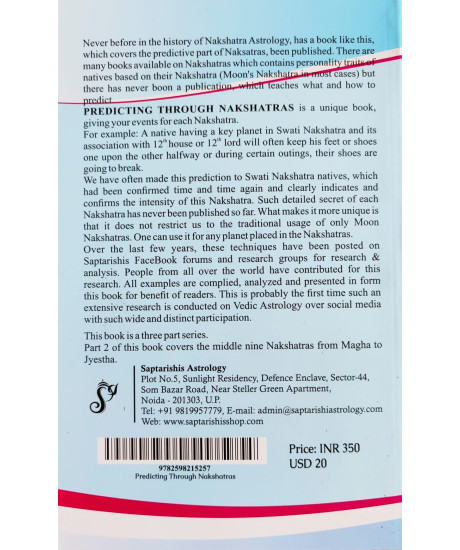 Never before in the history of Nakshatra Astrology, has a book like this,
which covers the predictive part of Naksatras, been published. There are
many books available on Nakshatras which contains personality traits of
natives based on their Nakshatra (Moon's Nakshatra in most cases) but
there has never boon a publication, which teaches what and how to
predict
PREDICTING THROUGH NAKSHATRAS is a unique book,
giving your events for each Nakshatra.
For example: A native having a key planet in Swati Nakshatra and its
association with 12th house or 12th lord will often keep his feet or shoes
one upon the other halfway or during certain outings, their shoes are
going to break.
We have often made this prediction to Swati Nakshatra natives, which
had been confirmed time and time again and clearly indicates and
confirms the intensity of this Nakshatra. Such detailed secret of each
Nakshatra has never been published so far. What makes it more unique is
that it does not restrict us to the traditional usage of only Moon
Nakshatras. One can use it for any planet placed in the Nakshatras.
Over the last few years, these techniques have been posted on
Saptarishis FaceBook forums and research groups for research &
analysis. People from all over the world have contributed for this
research. All examples are complied, analyzed and presented in form
this book for benefit of readers. This is probably the first time such an
extensive research is conducted on Vedic Astrology over social media
with such wide and distinct participation.
This book is a three part series.
Part 2 of this book covers the middle nine Nakshatras from Magha to
Jyestha.
Saptarishis Astrology
Plot No.5, Sunlight Residency, Defence Enclave, Sector-44,
Som Bazar Road, Near Steller Green Apartment,
Noida - 201303, U.P.
Tel: +91 9819957779, E-mail: admin@saptarishiastrology.com
Web: www.saptarishisshop.com
9782598215257
Predicting Through Nakshatras
Price: INR 350
USD 20